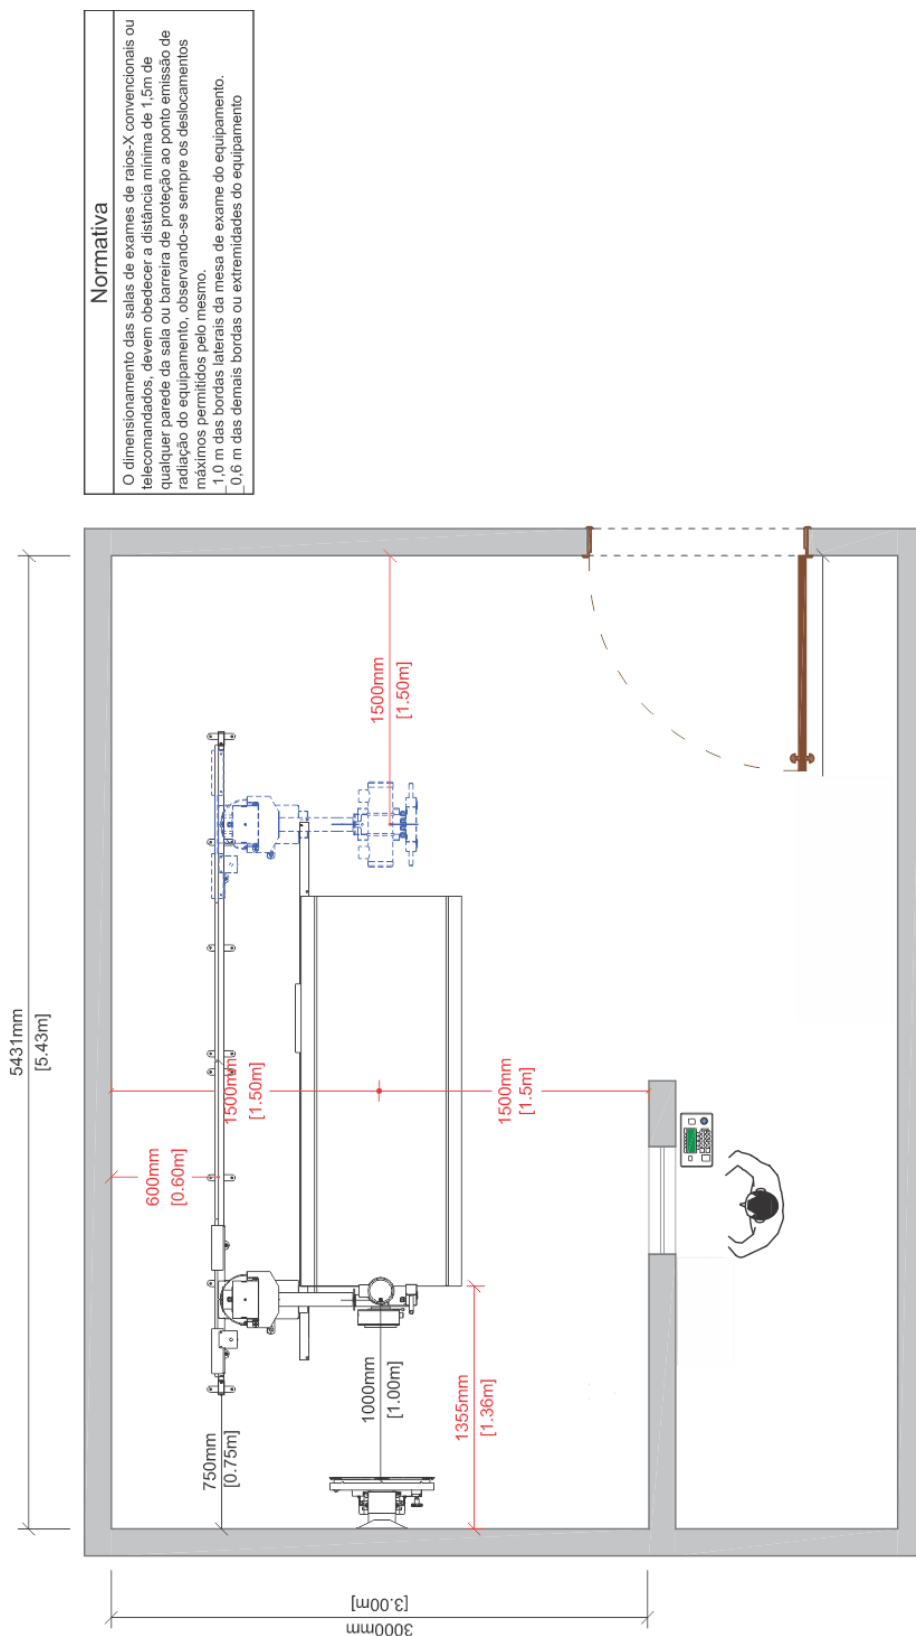 Normativa
O dimensionamento das salas de exames de raios-X convencionais ou
telecomandados, devem obedecer a distância mínima de 1,5m de
qualquer parede da sala ou barreira de proteção ao ponto emissão de
radiação do equipamento, observando-se sempre os deslocamentos
máximos permitidos pelo mesmo.
1,0 m das bordas laterais da mesa de exame do equipamento.
0,6 m das demais bordas ou extremidades do equipamento
5431mm
[5.43m]
1500mm
[1.50m]
1500mm
[1.50m]
1500mm
[1.5m]
600mm
[0.60m]
1000mm
[1.00m]
1355mm
[1.36m]
750mm
[0.75m]
3000mm
[3.00m]